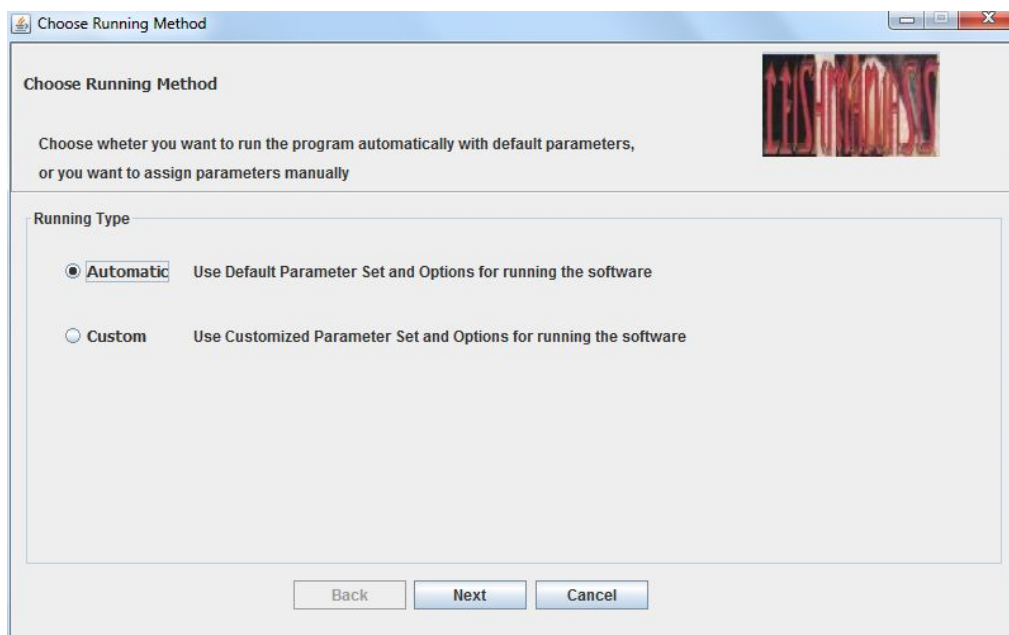 Choose Running Method
Choose Running Method
Choose wheter you want to run the program automatically with default parameters,
or you want to assign parameters manually
Running Type
Automatic Use Default Parameter Set and Options for running the software
Custom Use Customized Parameter Set and Options for running the software
Back Next Cancel